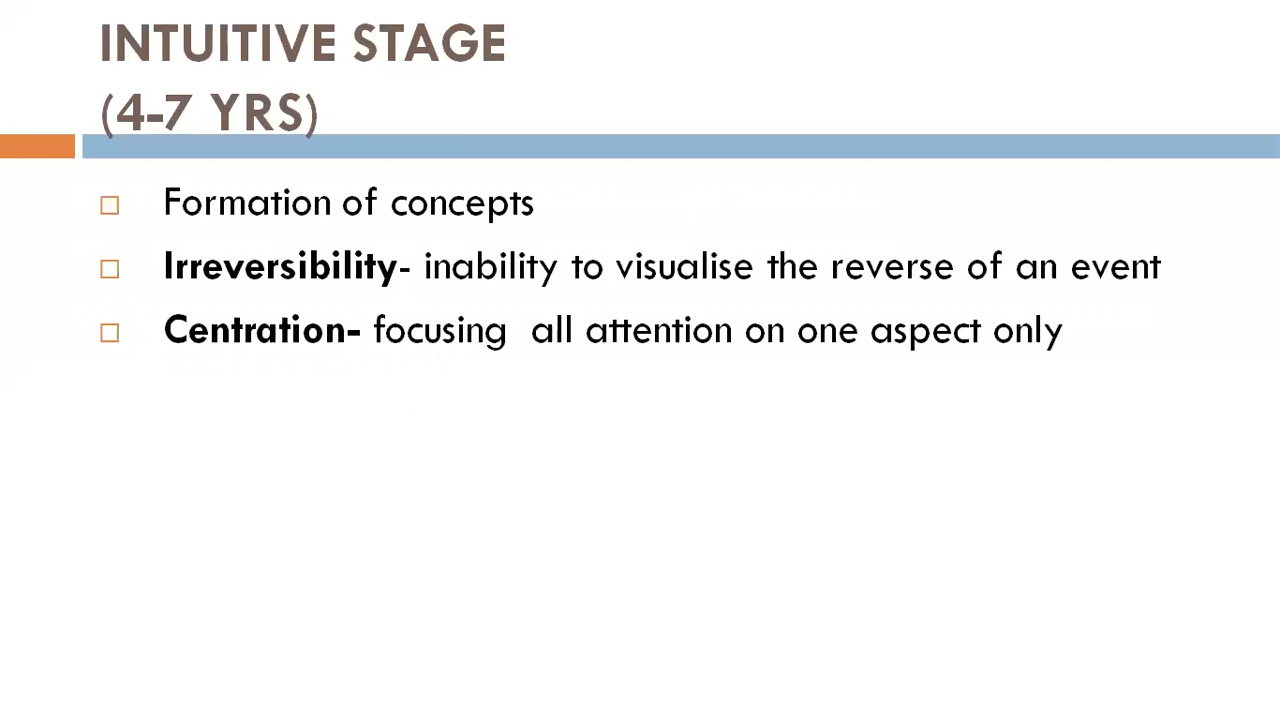 INTUITIVE STAGE
(4-7 YRS)
Formation of concepts
Irreversibility- inability to visualise the reverse of an event
Centration- focusing  all attention on one aspect only